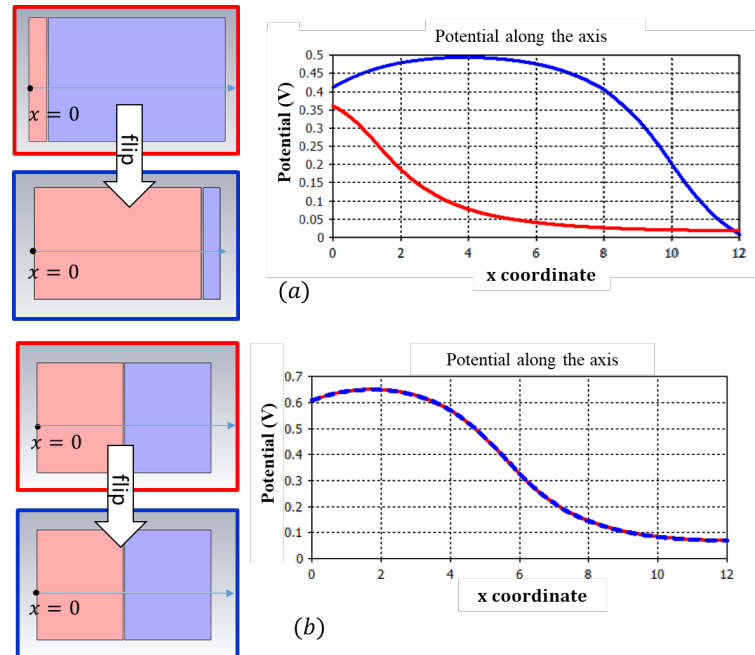 x = 0
flip
x = 0
Potential along the axis
Potential (V)
0.5
0.45
0.4
0.35
0.3
0.25
0.2
0.15
0.1
0.05
0
0 2 4 6 8 10 12
x coordinate
(a)
x = 0
flip
x = 0
Potential along the axis
Potential (V)
0.7
0.6
0.5
0.4
0.3
0.2
0.1
0
0 2 4 6 8 10 12
x coordinate
(b)